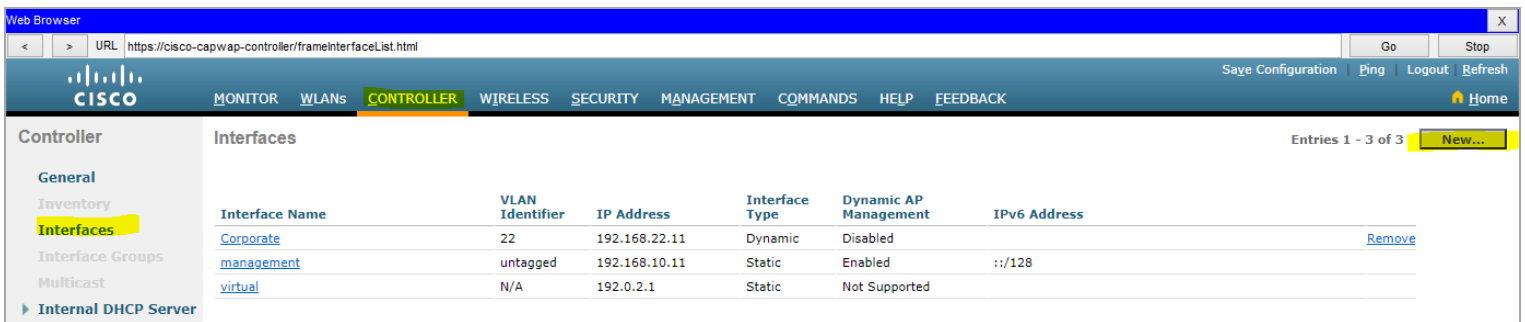 Web Browser X
< > URL https://cisco-capwap-controller/frameInterfaceList.html Go Stop
Save Configuration Ping Logout Refresh
CISCO MONITOR WLANs CONTROLLER WIRELESS SECURITY MANAGEMENT COMMANDS HELP FEEDBACK Home
Controller
General
Inventory
Interfaces
Interface Groups
Multicast
Internal DHCP Server
Interfaces Entries 1 - 3 of 3 New...
Interface Name VLAN Identifier IP Address Interface Type Dynamic AP Management IPv6 Address
Corporate 22 192.168.22.11 Dynamic Disabled Remove
management untagged 192.168.10.11 Static Enabled ::/128
virtual N/A 192.0.2.1 Static Not Supported